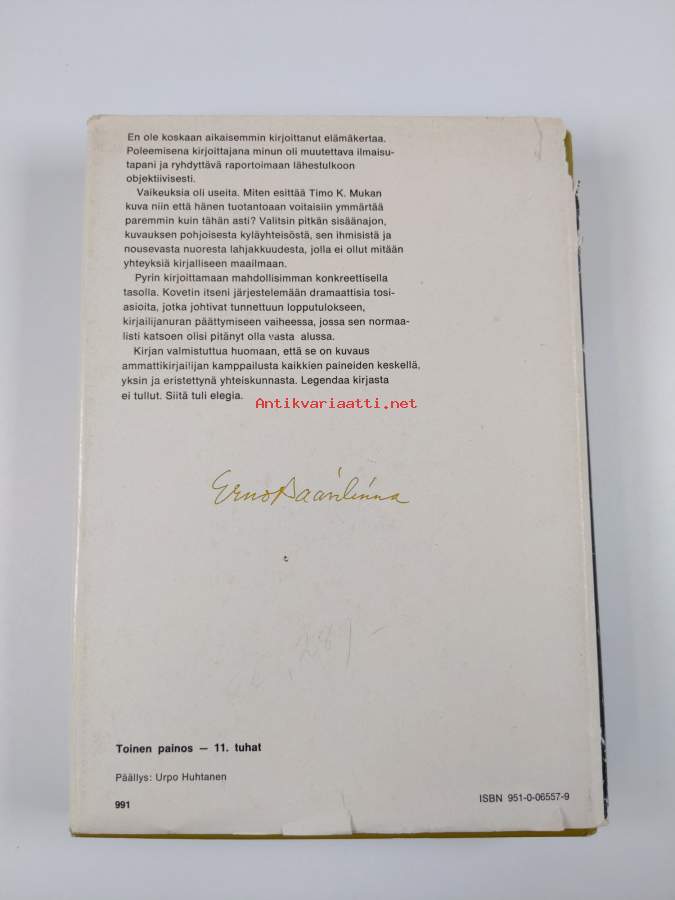 En ole koskaan aikaisemmin kirjoittanut elämäkertaa.
Poleemisena kirjoittajana minun oli muutettava ilmaisu-
tapani ja ryhdyttävä raportoimaan lähestulkoon
objektiivisesti.
Vaikeuksia oli useita. Miten esittää Timo K. Mukan
kuva niin että hänen tuotantoaan voitaisiin ymmärtää
paremmin kuin tähän asti? Valitsin pitkän sisäänajon,
kuvauksen pohjoisesta kyläyhteisöstä, sen ihmisistä ja
nousevasta nuoresta lahjakkuudesta, jolla ei ollut mitään
yhteyksiä kirjalliseen maailmaan.
Pyrin kirjoittamaan mahdollisimman konkreettisella
tasolla. Kovetin itseni järjestelemään dramaattisia tosi-
asioita, jotka johtivat tunnettuun lopputulokseen,
kirjailijanuran päättymiseen vaiheessa, jossa sen normaa-
listi katsoen olisi pitänyt olla vasta alussa.
Kirjan valmistuttua huomaan, että se on kuvaus
ammattikirjailijan kamppailusta kaikkien paineiden keskellä,
yksin ja eristettynä yhteiskunnasta. Legendaa kirjasta
ei tullut. Siitä tuli elegia.
Antikvariaatti.net
Erno Paasilinna
Toinen painos — 11. tuhat
Päällys: Urpo Huhtanen
991
ISBN 951-0-06557-9